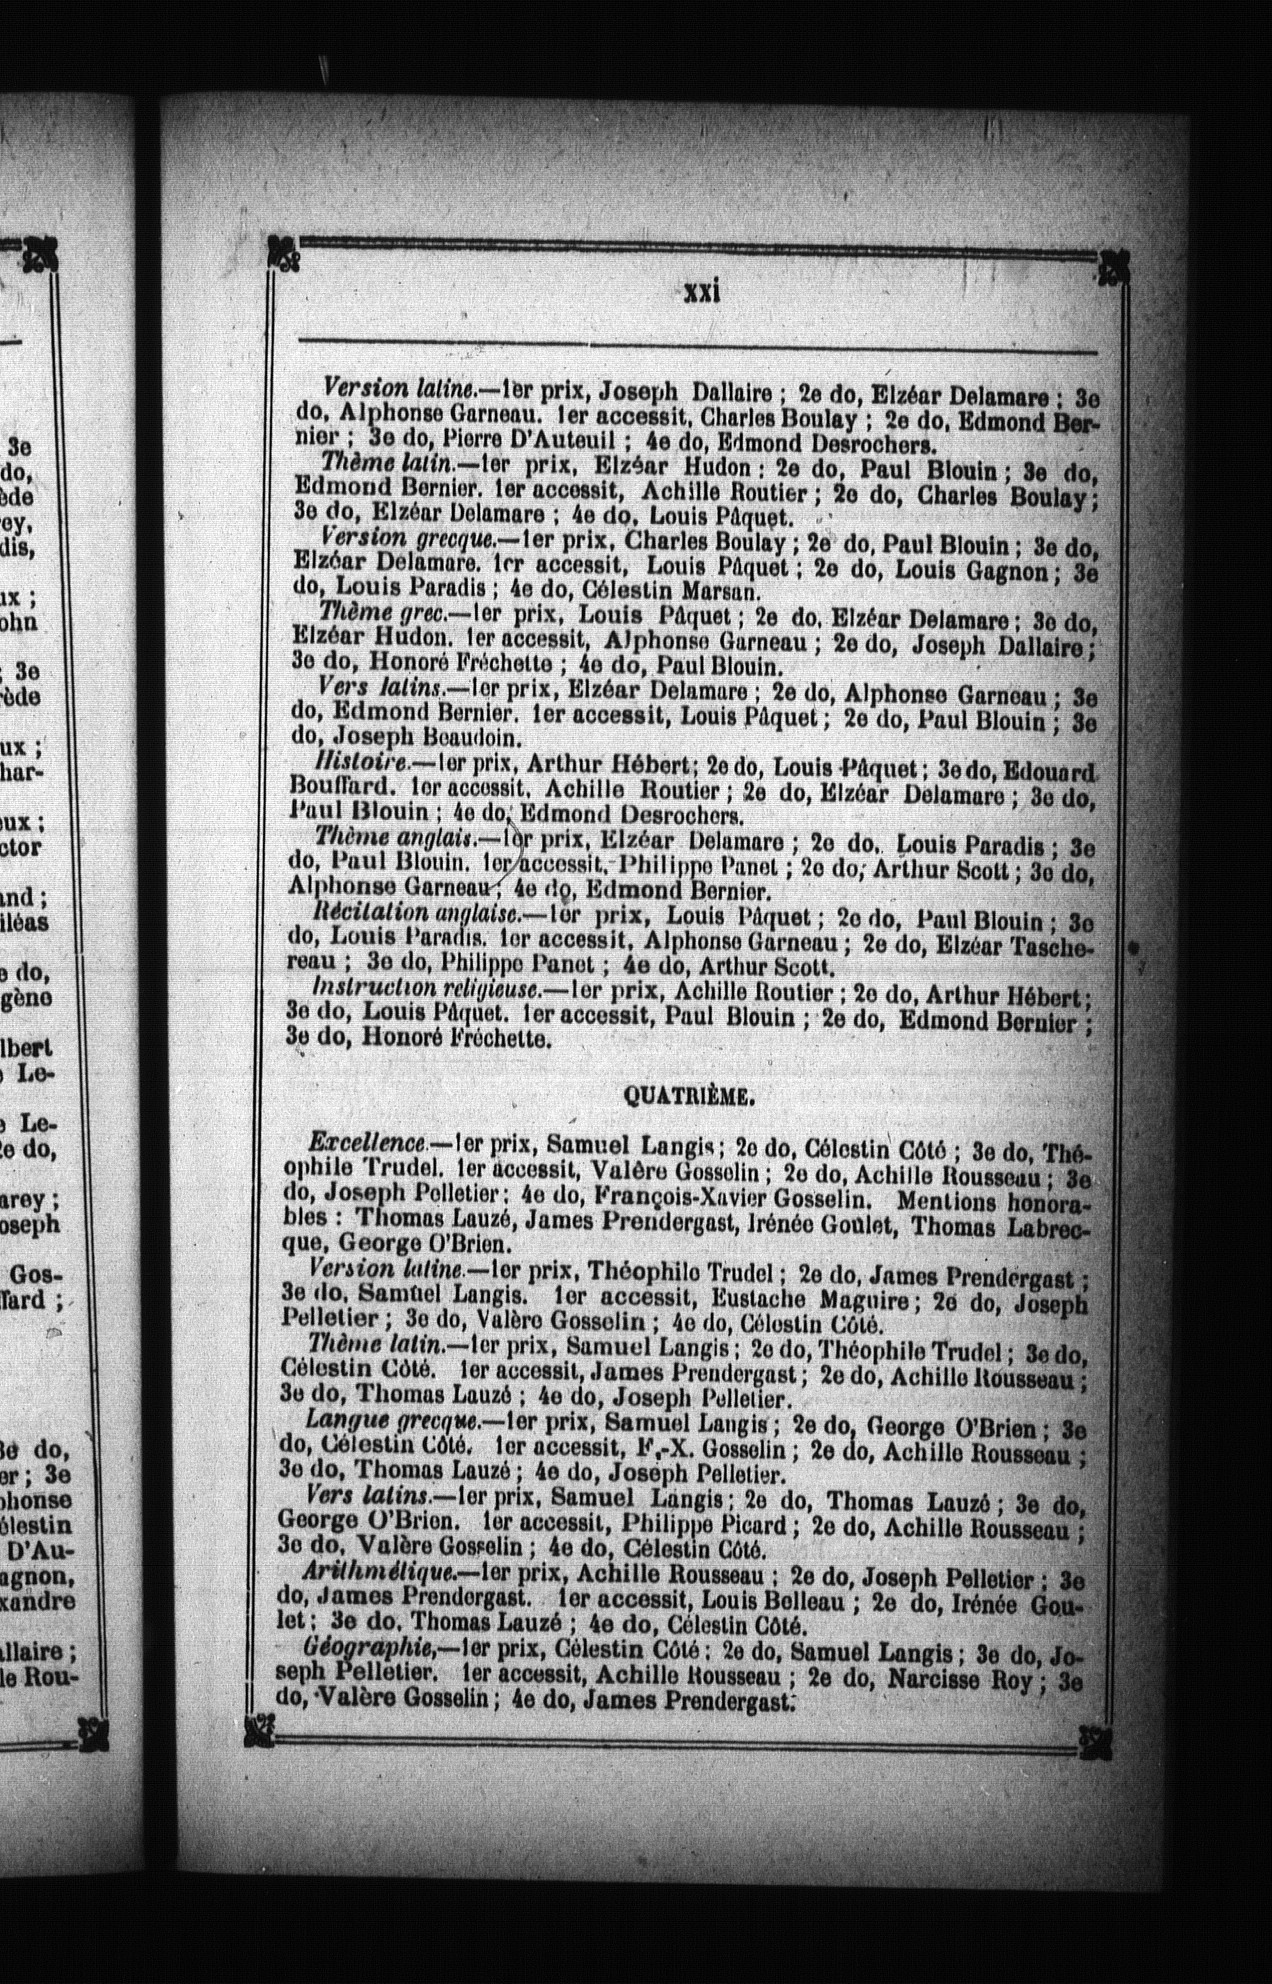 xxi
Version latine.—1er prix, Joseph Dallaire ; 2e do, Elzéar Delamare ; 3e
do, Alphonse Garneau. 1er accessit, Charles Boulay ; 2e do, Edmond Ber-
nier ; 3e do, Pierre D'Auteuil ; 4e do, Edmond Desrochers.
Thème latin.—1er prix, Elzéar Hudon : 2e do, Paul Blouin ; 3e do,
Edmond Bernier. 1er accessit, Achille Routier ; 2e do, Charles Boulay ;
3e do, Elzéar Delamare ; 4e do, Louis Pâquet.
Version grecque.—1er prix, Charles Boulay ; 2e do, Paul Blouin ; 3e do,
Elzéar Delamare. 1er accessit, Louis Pâquet ; 2e do, Louis Gagnon ; 3e
do, Louis Paradis ; 4e do, Célestin Marsan.
Thème grec.—1er prix, Louis Pâquet ; 2e do, Elzéar Delamare ; 3e do,
Elzéar Hudon. 1er accessit, Alphonse Garneau ; 2e do, Joseph Dallaire ;
3e do, Honoré Fréchette ; 4e do, Paul Blouin.
Vers latins.—1er prix, Elzéar Delamare ; 2e do, Alphonse Garneau ; 3e
do, Edmond Bernier. 1er accessit, Louis Pâquet ; 2e do, Paul Blouin ; 3e
do, Joseph Beaudoin.
Histoire.—1er prix, Arthur Hébert ; 2e do, Louis Pâquet ; 3e do, Edouard
Bouffard. 1er accessit, Achille Routier ; 2e do, Elzéar Delamare ; 3e do,
Paul Blouin ; 4e do, Edmond Desrochers.
Thème anglais.—1er prix, Elzéar Delamare ; 2e do, Louis Paradis ; 3e
do, Paul Blouin. 1er accessit, Philippe Panet ; 2e do, Arthur Scott ; 3e do,
Alphonse Garneau ; 4e do, Edmond Bernier.
Récitation anglaise.—1er prix, Louis Pâquet ; 2e do, Paul Blouin ; 3e
do, Louis Paradis. 1er accessit, Alphonse Garneau ; 2e do, Elzéar Tasche-
reau ; 3e do, Philippe Panet ; 4e do, Arthur Scott.
Instruction religieuse.—1er prix, Achille Routier ; 2e do, Arthur Hébert ;
3e do, Louis Pâquet. 1er accessit, Paul Blouin ; 2e do, Edmond Bernier ;
3e do, Honoré Fréchette.
QUATRIÈME.
Excellence.—1er prix, Samuel Langis ; 2e do, Célestin Côté ; 3e do, Thé-
ophile Trudel. 1er accessit, Valère Gosselin ; 2e do, Achille Rousseau ; 3e
do, Joseph Pelletier : 4e do, François-Xavier Gosselin. Mentions honora-
bles : Thomas Lauzé, James Prendergast, Irénée Goulet, Thomas Labrec-
que, George O'Brien.
Version latine.—1er prix, Théophile Trudel ; 2e do, James Prendergast ;
3e do, Samuel Langis. 1er accessit, Eustache Maguire ; 2e do, Joseph
Pelletier ; 3e do, Valère Gosselin ; 4e do, Célestin Côté.
Thème latin.—1er prix, Samuel Langis ; 2e do, Théophile Trudel ; 3e do,
Célestin Côté. 1er accessit, James Prendergast ; 2e do, Achille Rousseau ;
3e do, Thomas Lauzé ; 4e do, Joseph Pelletier.
Langue grecque.—1er prix, Samuel Langis ; 2e do, George O'Brien ; 3e
do, Célestin Côté. 1er accessit, F.-X. Gosselin ; 2e do, Achille Rousseau ;
3e do, Thomas Lauzé ; 4e do, Joseph Pelletier.
Vers latins.—1er prix, Samuel Langis ; 2e do, Thomas Lauzé ; 3e do,
George O'Brien. 1er accessit, Philippe Picard ; 2e do, Achille Rousseau ;
3e do, Valère Gosselin ; 4e do, Célestin Côté.
Arithmétique.—1er prix, Achille Rousseau ; 2e do, Joseph Pelletier ; 3e
do, James Prendergast. 1er accessit, Louis Belleau ; 2e do, Irénée Gou-
let ; 3e do, Thomas Lauzé ; 4e do, Célestin Côté.
Géographie,—1er prix, Célestin Côté ; 2e do, Samuel Langis ; 3e do, Jo-
seph Pelletier. 1er accessit, Achille Rousseau ; 2e do, Narcisse Roy ; 3e
do, Valère Gosselin ; 4e do, James Prendergast.